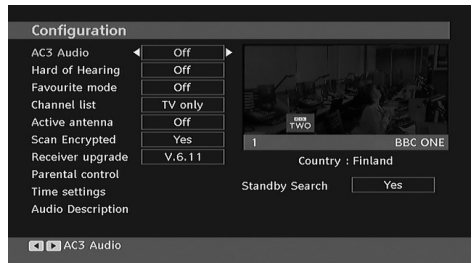 Configuration
AC3 Audio Off
Hard of Hearing Off
Favourite mode Off
Channel list TV only
Active antenna Off
Scan Encrypted Yes
Receiver upgrade V.6.11
Parental control
Time settings
Audio Description
BBC
TWO
1 BBC ONE
Country : Finland
Standby Search Yes
AC3 Audio